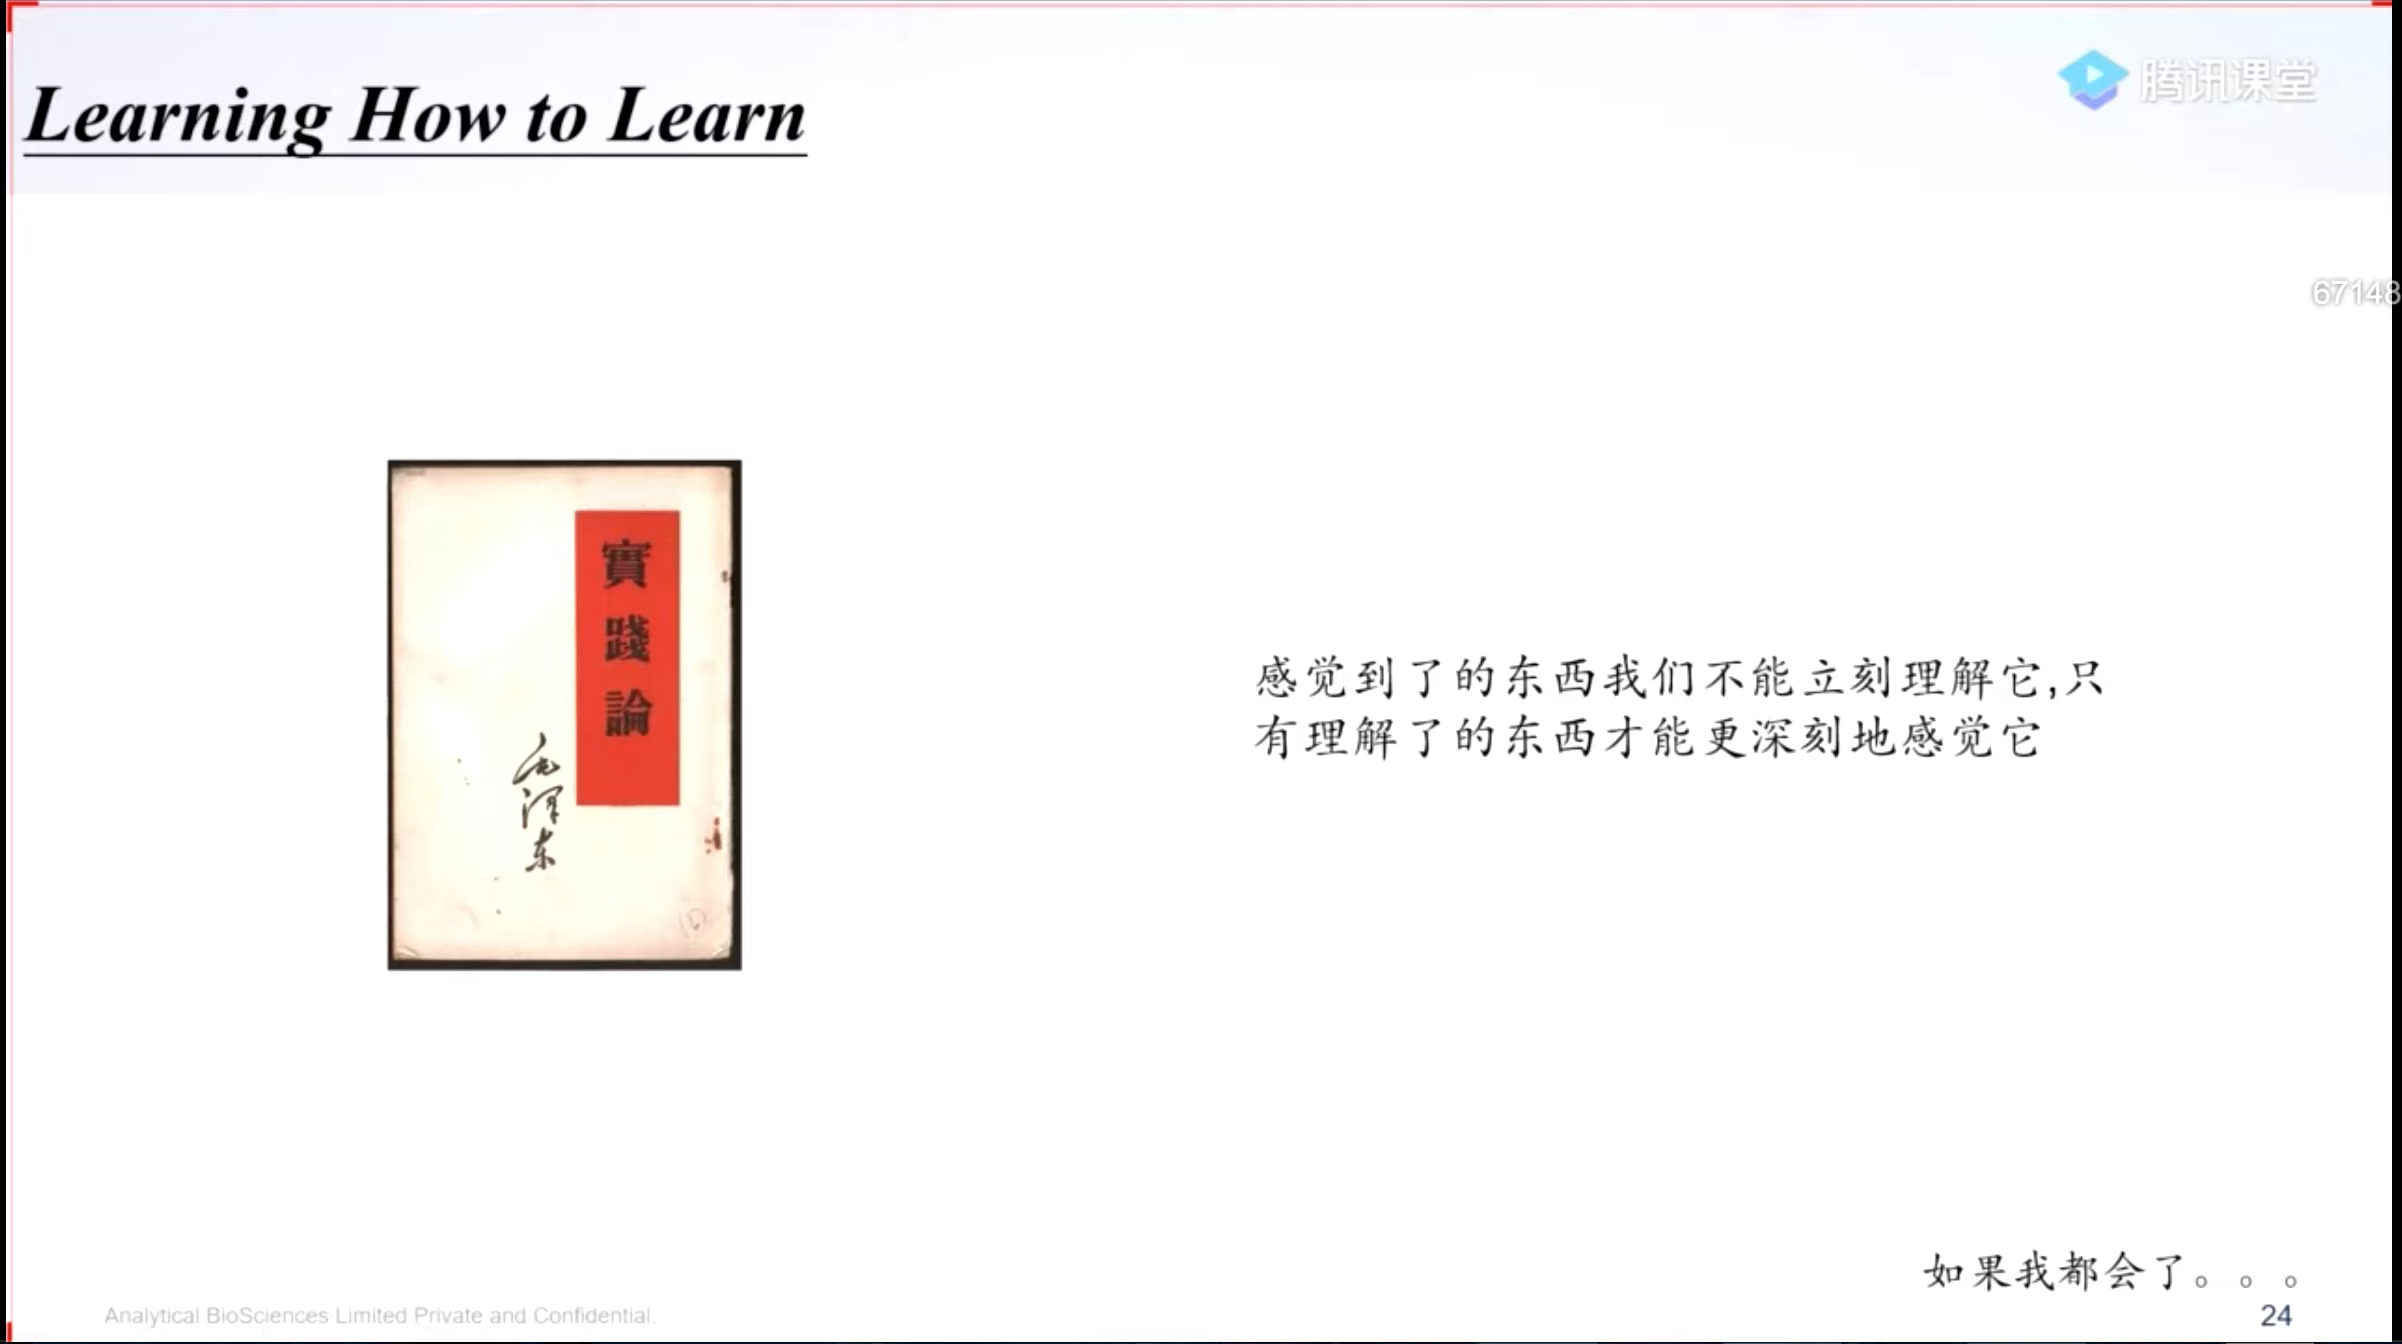 Learning How to Learn
腾讯课堂
67148
實踐論
毛澤东
感觉到了的东西我们不能立刻理解它,只
有理解了的东西才能更深刻地感觉它
如果我都会了。。。
Analytical BioSciences Limited Private and Confidential.
24